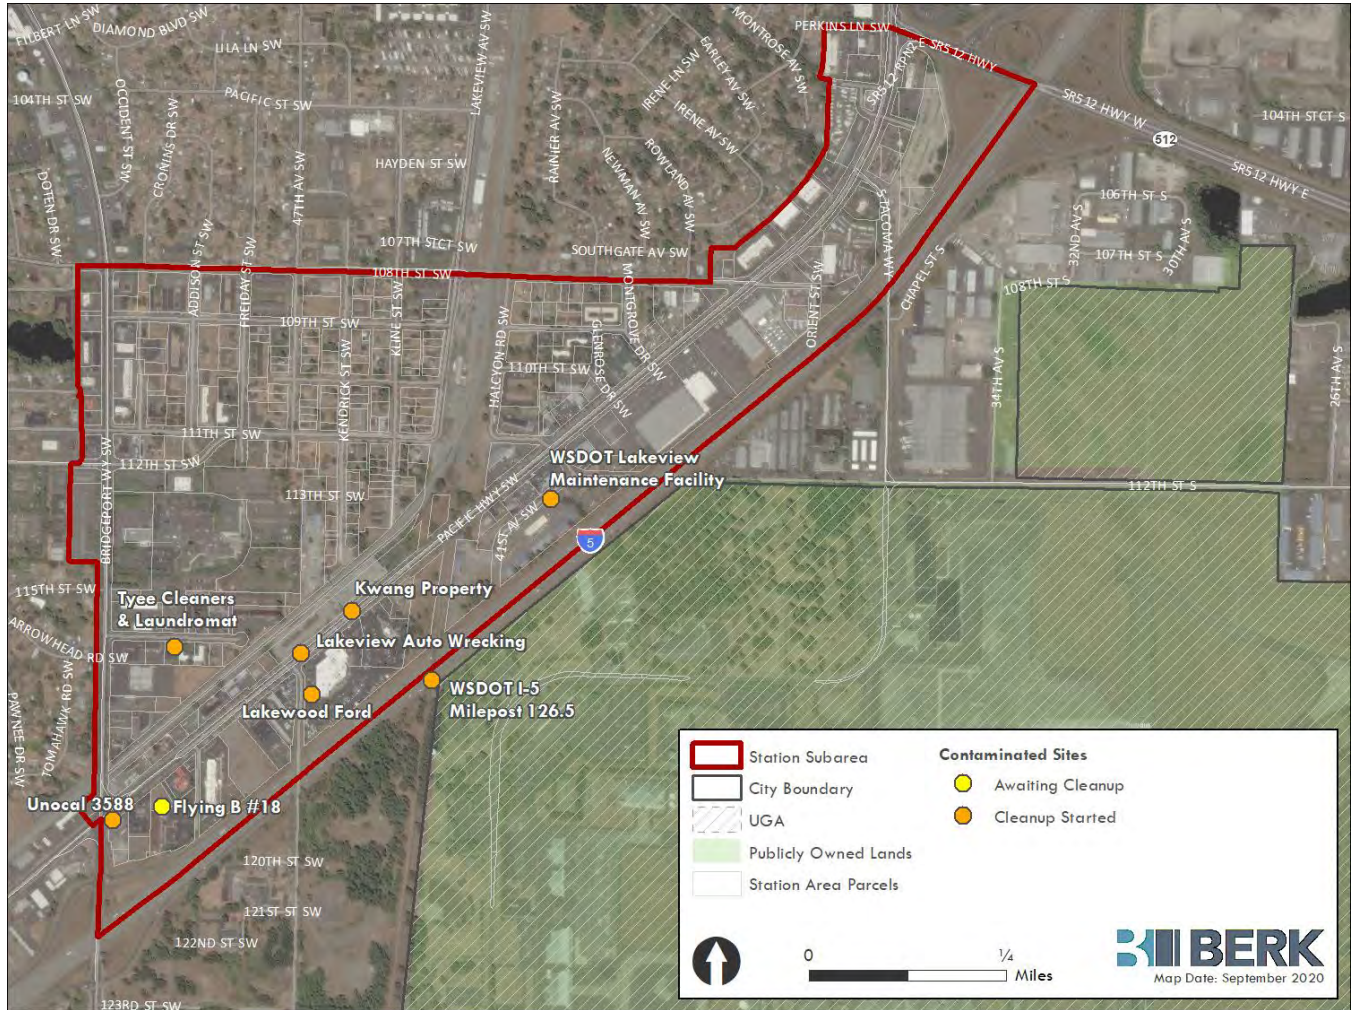 FILBERT LN SW
DIAMOND BLVD SW
LILA LN SW
LAKEVIEW AV SW
MONTROSE AV SW
PERKINS LN SW
EARLEY AV SW
IRENE LN SW
IRENE AV SW
E SR512 HWY
SR512 RPN2
SR512 HWY W
512
SR512 HWY E
104TH STCT S
104TH ST SW
OCCIDENT ST SW
PACIFIC ST SW
CRONINS DR SW
47TH AV SW
HAYDEN ST SW
RAINIER AV SW
NEWMAN AV SW
ROWLAND AV SW
DOTEN DR SW
ADDISON ST SW
FREIDAY ST SW
107TH STCT SW
SOUTHGATE AV SW
108TH ST SW
106TH ST S
32ND AV S
107TH ST S
30TH AV S
108TH ST S
S TACOMA WY
CHAPEL ST S
ORIENT ST SW
MONTGROVE DR SW
GLENROSE DR SW
109TH ST SW
KLINE ST SW
HALCYON RD SW
110TH ST SW
KENDRICK ST SW
34TH AV S
26TH AV S
111TH ST SW
112TH ST SW
BRIDGEPORT WY SW
113TH ST SW
PACIFIC HWY SW
41ST AV SW
WSDOT Lakeview
Maintenance Facility
112TH ST S
5
115TH ST SW
ARROWHEAD RD SW
TOMAHAWK RD SW
PAWNEE DR SW
Tyee Cleaners
& Laundromat
Kwang Property
Lakeview Auto Wrecking
Lakewood Ford
WSDOT I-5
Milepost 126.5
Unocal 3588
Flying B #18
120TH ST SW
121ST ST SW
122ND ST SW
123RD ST SW
Station Subarea
City Boundary
UGA
Publicly Owned Lands
Station Area Parcels
Contaminated Sites
Awaiting Cleanup
Cleanup Started
0
¼
Miles
BERK
Map Date: September 2020